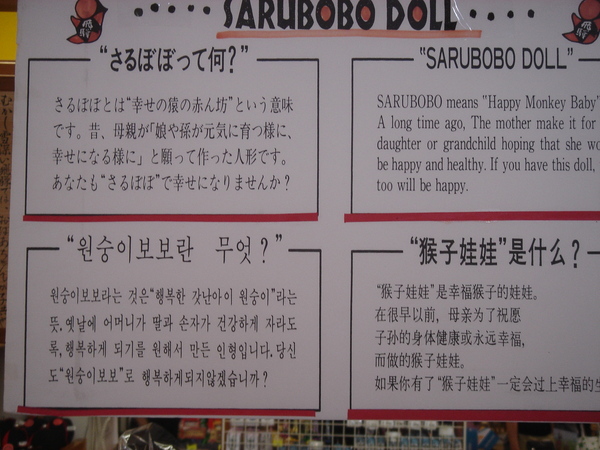 SARUBOBO DOLL
“さるぼぼって何？”
さるぼぼとは“幸せの猿の赤ん坊”という意味
です。昔、母親が「娘や孫が元気に育つ様に、
幸せになる様に」と願って作った人形です。
あなたも“さるぼぼ”で幸せになりませんか？
“SARUBOBO DOLL”
SARUBOBO means "Happy Monkey Baby"
A long time ago, The mother make it for
daughter or grandchild hoping that she wo
be happy and healthy. If you have this doll,
too will be happy.
“원숭이보보란 무엇？”
원숭이보보라는 것은“행복한 갓난아이 원숭이”라는
뜻.옛날에 어머니가 딸과 손자가 건강하게 자라도
록,행복하게 되기를 원해서 만든 인형입니다.당신
도“원숭이보보”로 행복하게되지않겠습니까？
“猴子娃娃”是什么？
“猴子娃娃”是幸福猴子的娃娃。
在很早以前，母亲为了祝愿
子孙的身体健康或永远幸福，
而做的猴子娃娃。
如果你有了“猴子娃娃”一定会过上幸福的生